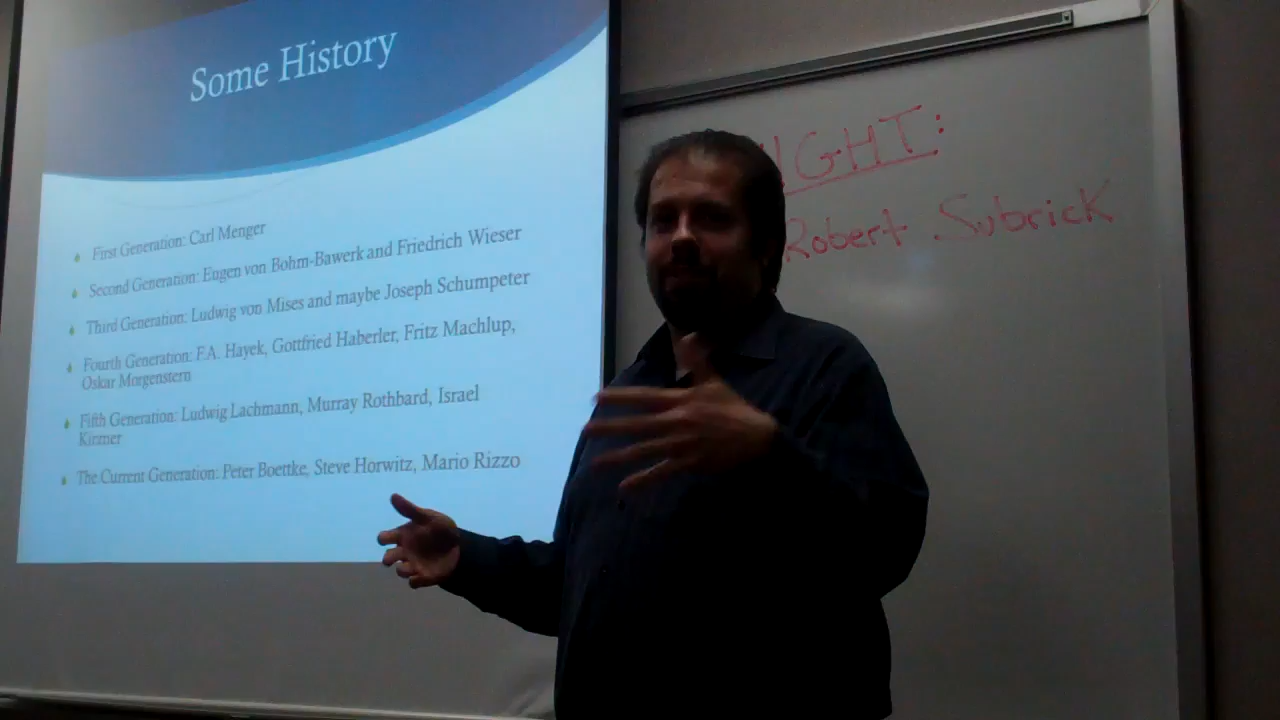 Some History
First Generation: Carl Menger
Second Generation: Eugen von Bohm-Bawerk and Friedrich Wieser
Third Generation: Ludwig von Mises and maybe Joseph Schumpeter
Fourth Generation: F.A. Hayek, Gottfried Haberler, Fritz Machlup,
Oskar Morgenstern
Fifth Generation: Ludwig Lachmann, Murray Rothbard, Israel
Kirzner
The Current Generation: Peter Boettke, Steve Horwitz, Mario Rizzo
IGHT:
Robert Subrick